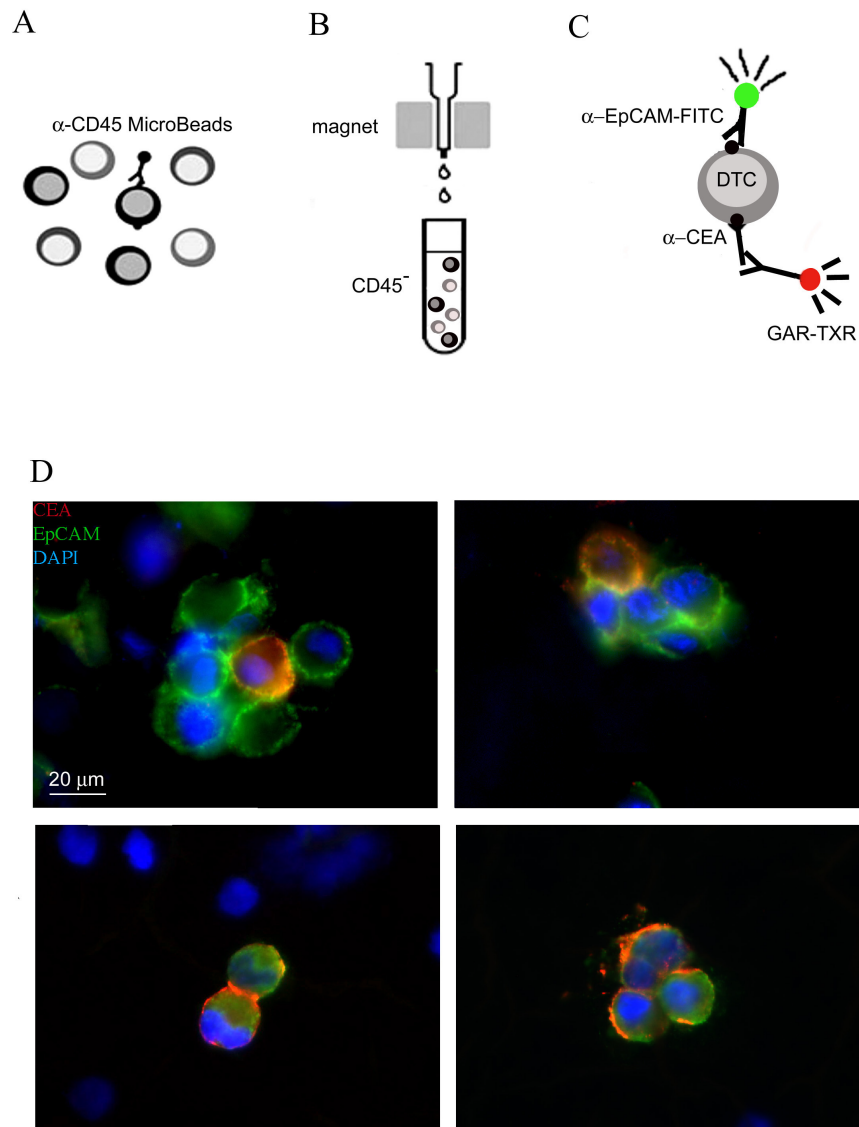 A
B
C
α-CD45 MicroBeads
magnet
CD45⁻
α–EpCAM-FITC
DTC
α–CEA
GAR-TXR
D
CEA
EpCAM
DAPI
20 μm